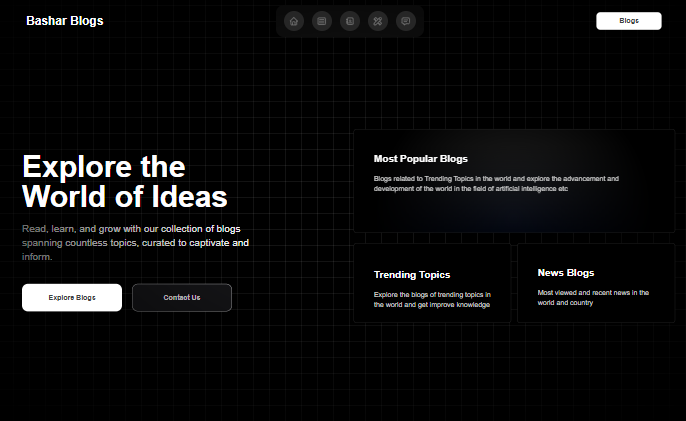 Bashar Blogs
Blogs
Explore the
World of Ideas
Read, learn, and grow with our collection of blogs
spanning countless topics, curated to captivate and
inform.
Explore Blogs
Contact Us
Most Popular Blogs
Blogs related to Trending Topics in the world and explore the advancement and
development of the world in the field of artificial intelligence etc
Trending Topics
Explore the blogs of trending topics in
the world and get improve knowledge
News Blogs
Most viewed and recent news in the
world and country